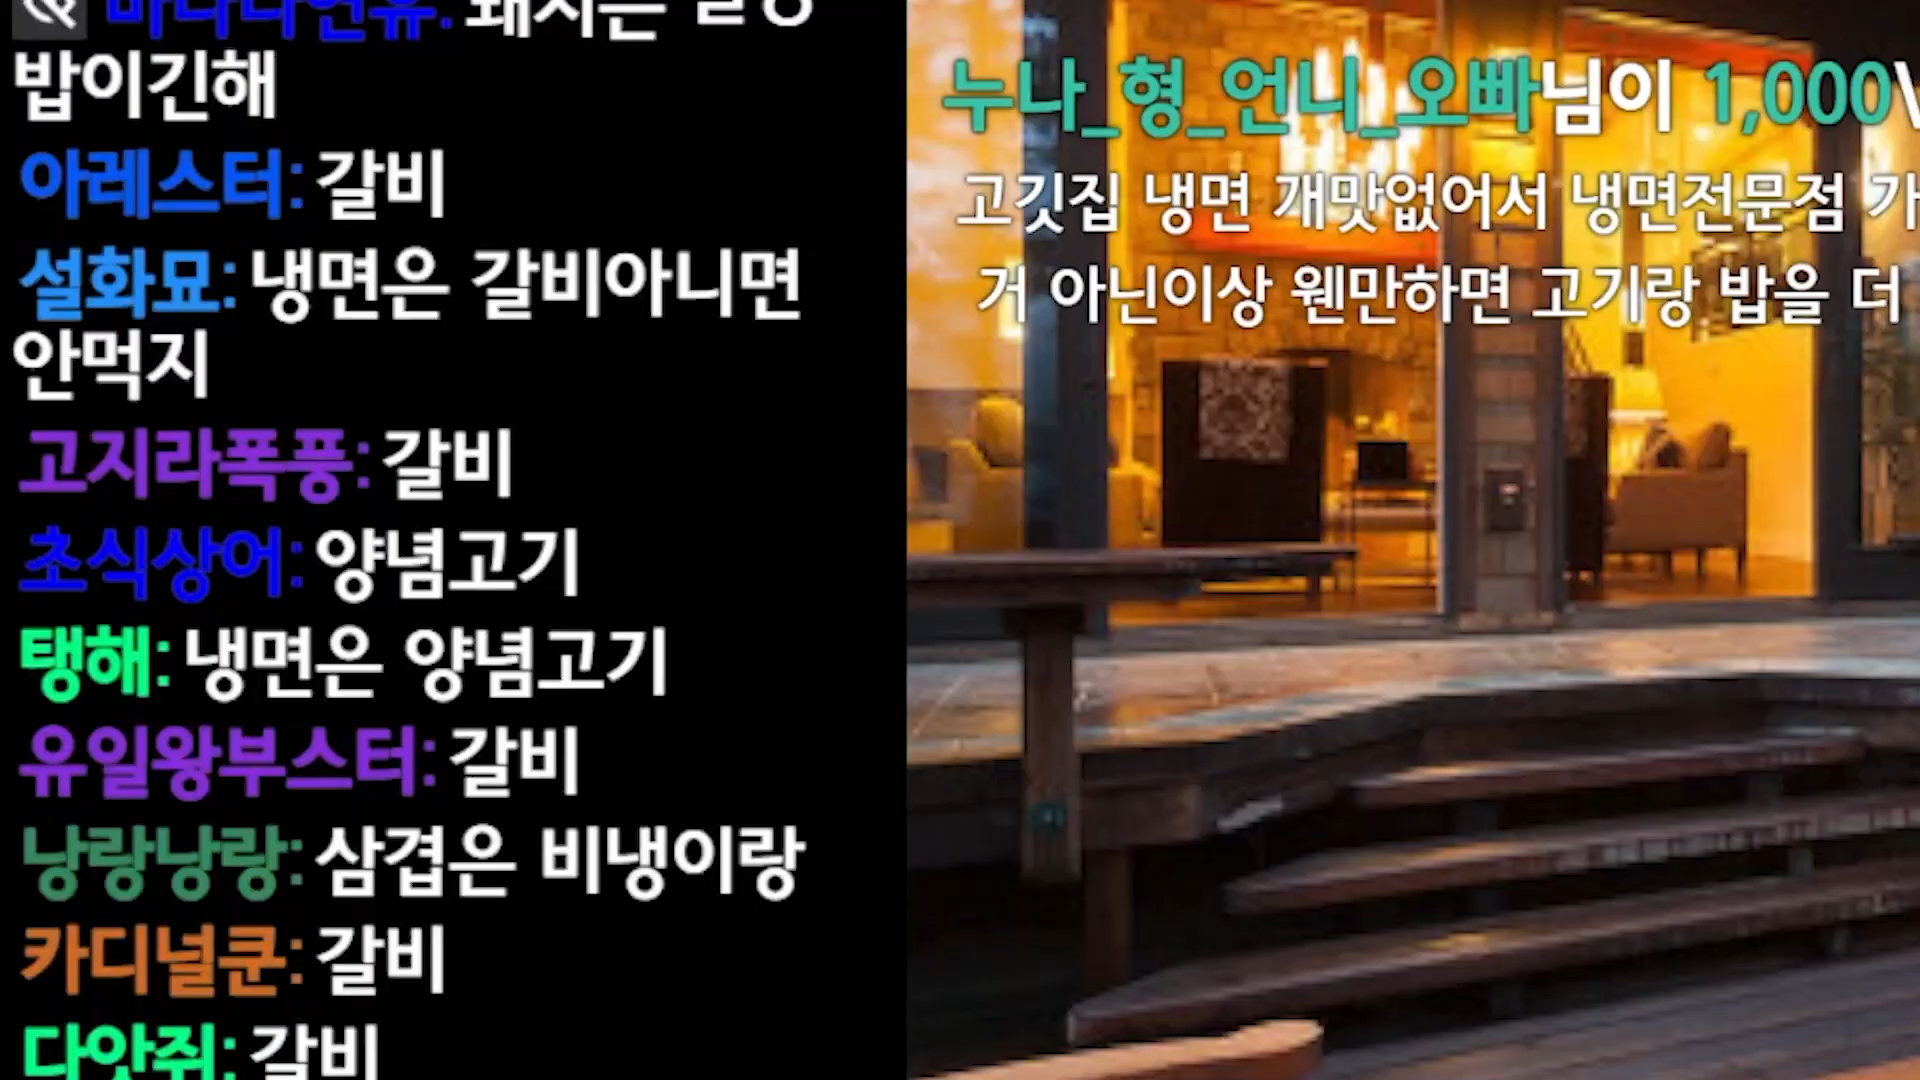 밥이긴해
아레스터: 갈비
설화묘: 냉면은 갈비아니면
안먹지
고지라폭풍: 갈비
초식상어: 양념고기
탱해: 냉면은 양념고기
유일왕부스터: 갈비
낭랑낭랑: 삼겹은 비냉이랑
카디널쿤: 갈비
다앗쥐: 갈비
누나_형_언니_오빠님이 1,000
고깃집 냉면 개맛없어서 냉면전문점 가
거 아닌이상 웬만하면 고기랑 밥을 더